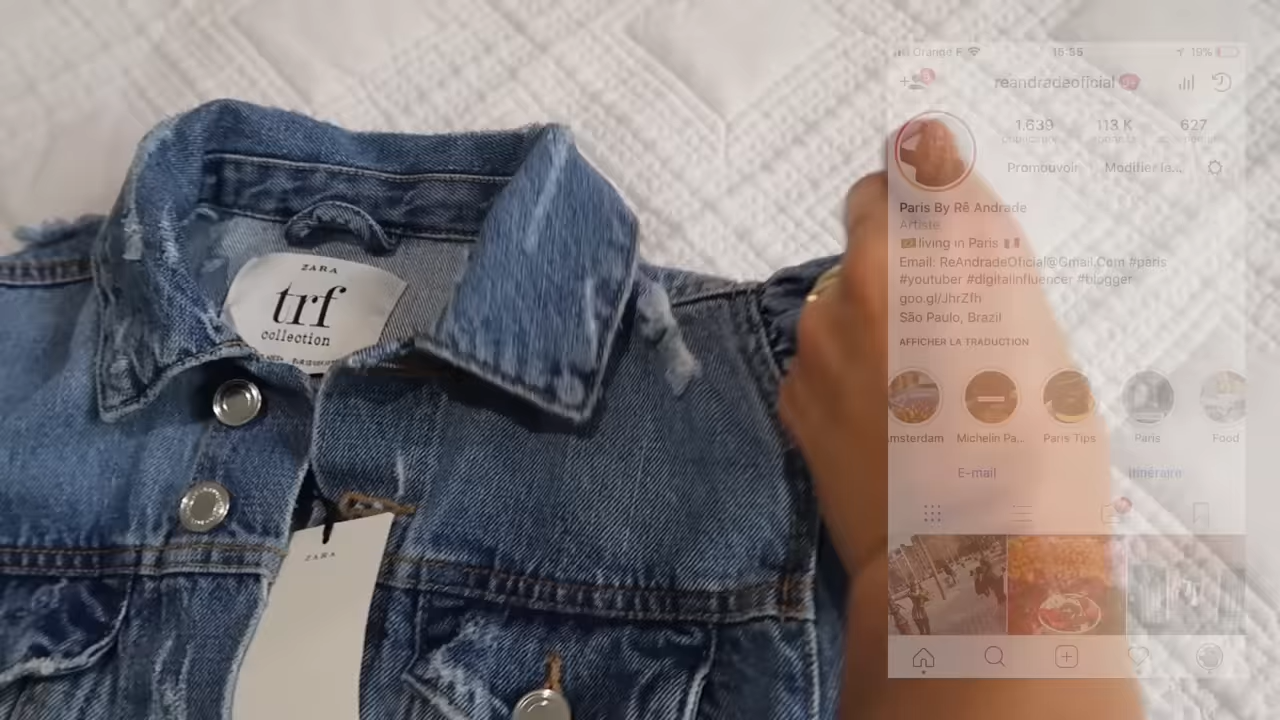 ZARA
trf
collection
ZARA
Orange F
15:55
19%
reandradeoficial
9+
1.639
113 K
627
Promouvoir
Modifier le...
Paris By Rê Andrade
Artiste
living in Paris
Email: ReAndradeOficial@Gmail.Com #paris
#youtuber #digitalinfluencer #blogger
goo.gl/JhrZfh
São Paulo, Brazil
AFFICHER LA TRADUCTION
msterdam
Michelin Pa...
Paris Tips
Paris
Food
E-mail
Itinéraire